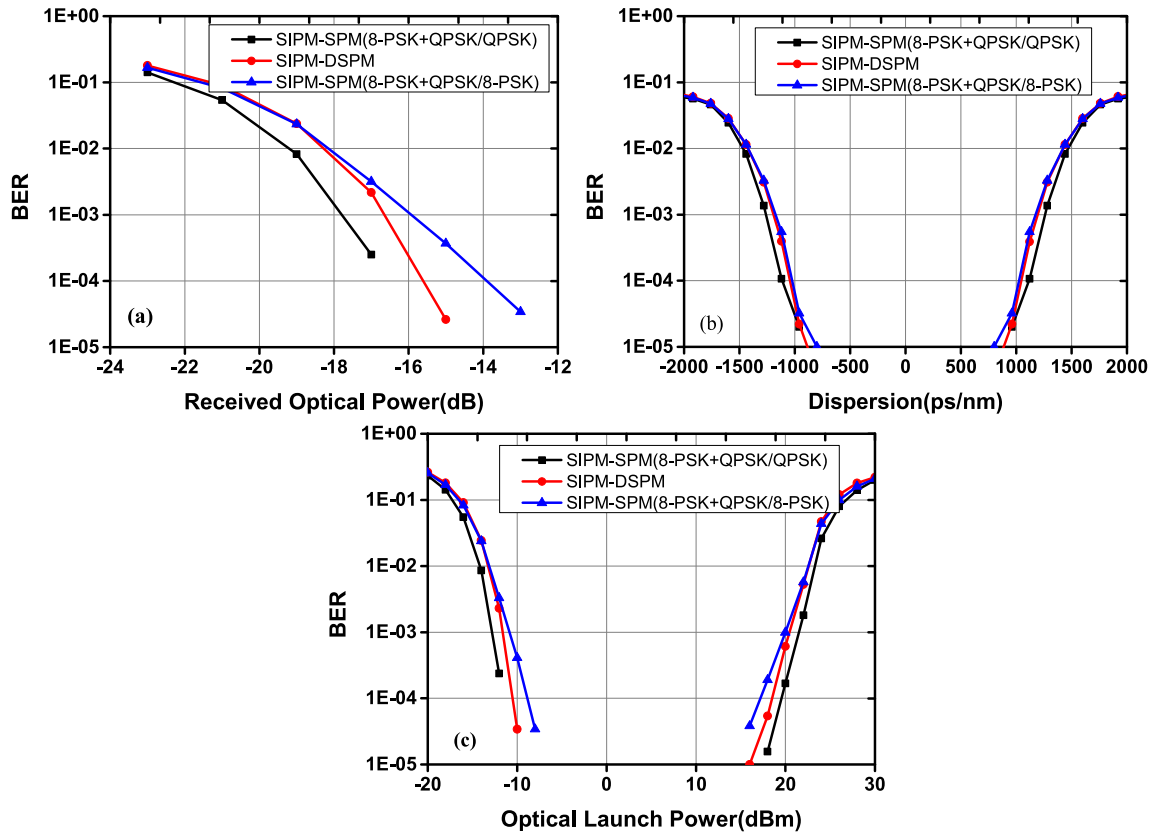 1E+00
1E-01
1E-02
1E-03
1E-04
1E-05
BER
SIPM-SPM(8-PSK+QPSK/QPSK)
SIPM-DSPM
SIPM-SPM(8-PSK+QPSK/8-PSK)
(a)
-24 -22 -20 -18 -16 -14 -12
Received Optical Power(dB)
1E+00
1E-01
1E-02
1E-03
1E-04
1E-05
BER
SIPM-SPM(8-PSK+QPSK/QPSK)
SIPM-DSPM
SIPM-SPM(8-PSK+QPSK/8-PSK)
(b)
-2000 -1500 -1000 -500 0 500 1000 1500 2000
Dispersion(ps/nm)
1E+00
1E-01
1E-02
1E-03
1E-04
1E-05
BER
SIPM-SPM(8-PSK+QPSK/QPSK)
SIPM-DSPM
SIPM-SPM(8-PSK+QPSK/8-PSK)
(c)
-20 -10 0 10 20 30
Optical Launch Power(dBm)